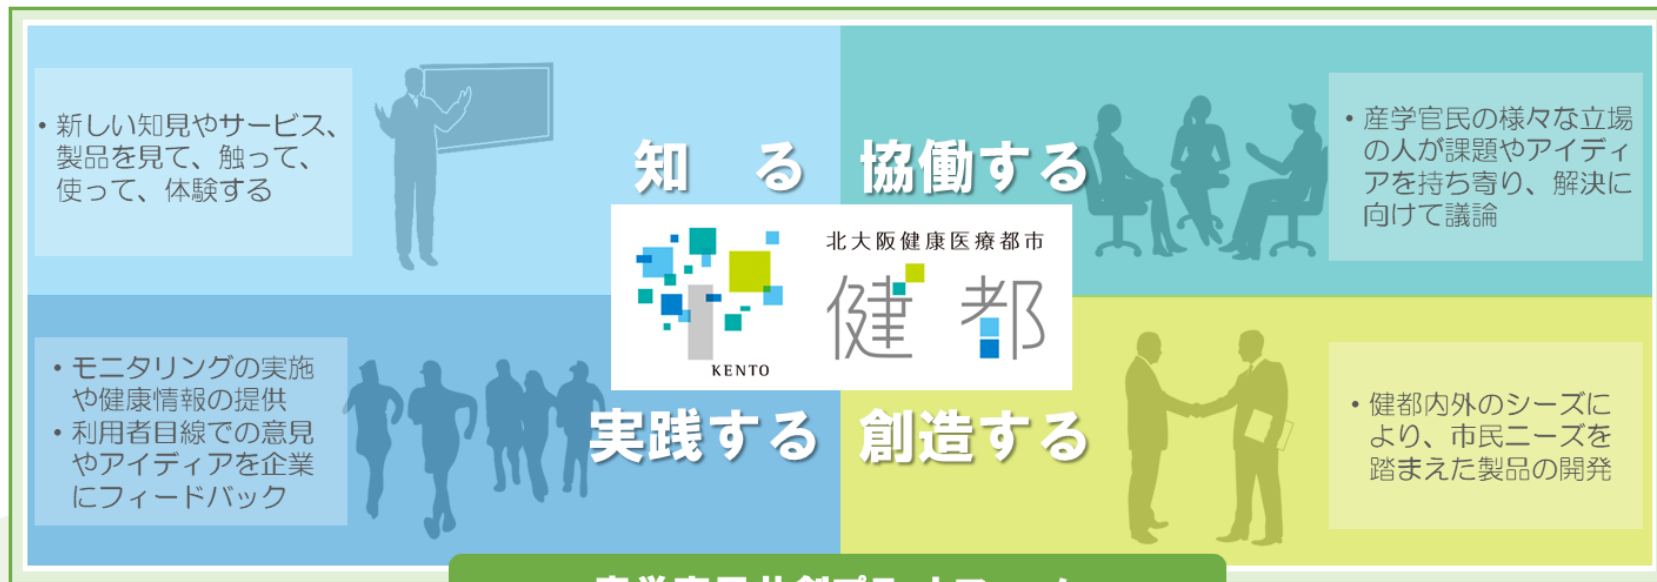 ・新しい知見やサービス、
製品を見て、触って、
使って、体験する
知 る
協働する
・産学官民の様々な立場
の人が課題やアイディ
アを持ち寄り、解決に
向けて議論
北大阪健康医療都市
健都
KENTO
・モニタリングの実施
や健康情報の提供
・利用者目線での意見
やアイディアを企業
にフィードバック
実践する
創造する
・健都内外のシーズに
より、市民ニーズを
踏まえた製品の開発